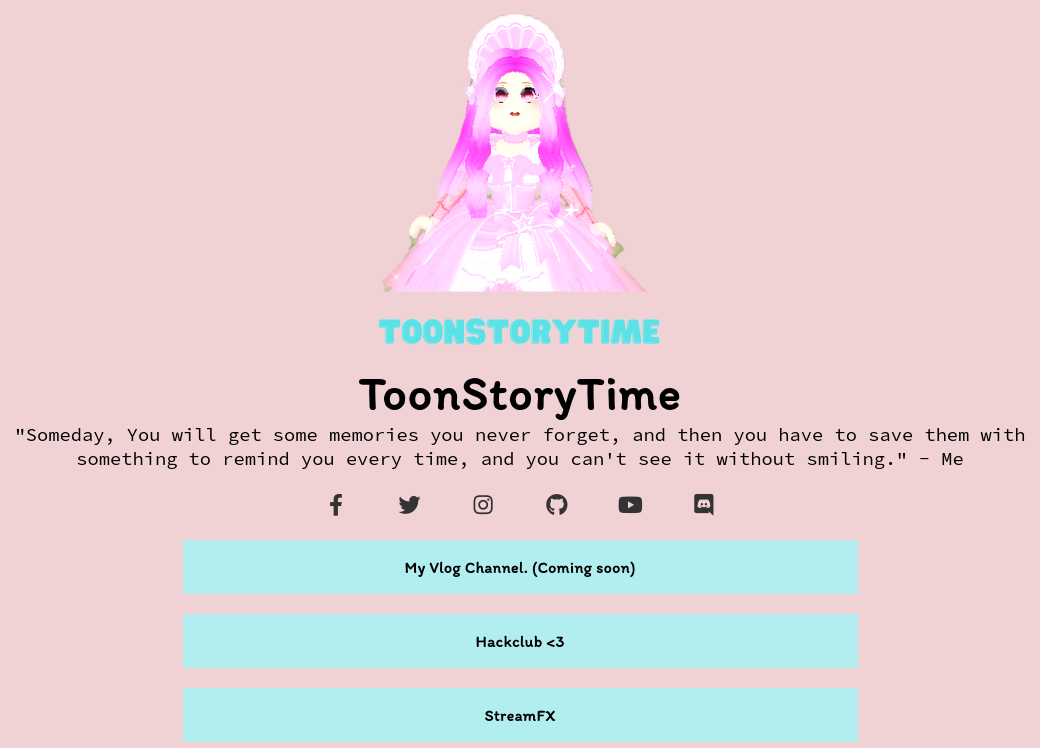 TOONSTORYTIME
ToonStoryTime
"Someday, You will get some memories you never forget, and then you have to save them with
something to remind you every time, and you can't see it without smiling." - Me
My Vlog Channel. (Coming soon)
Hackclub <3
StreamFX